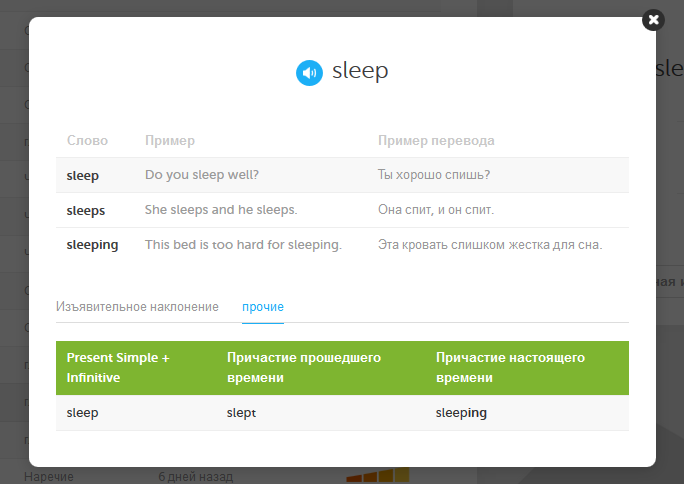 sleep
Слово Пример Пример перевода
sleep Do you sleep well? Ты хорошо спишь?
sleeps She sleeps and he sleeps. Она спит, и он спит.
sleeping This bed is too hard for sleeping. Эта кровать слишком жестка для сна.
Изъявительное наклонение прочие
Present Simple + Причастие прошедшего Причастие настоящего
Infinitive времени времени
sleep slept sleeping
Наречие 6 дней назад